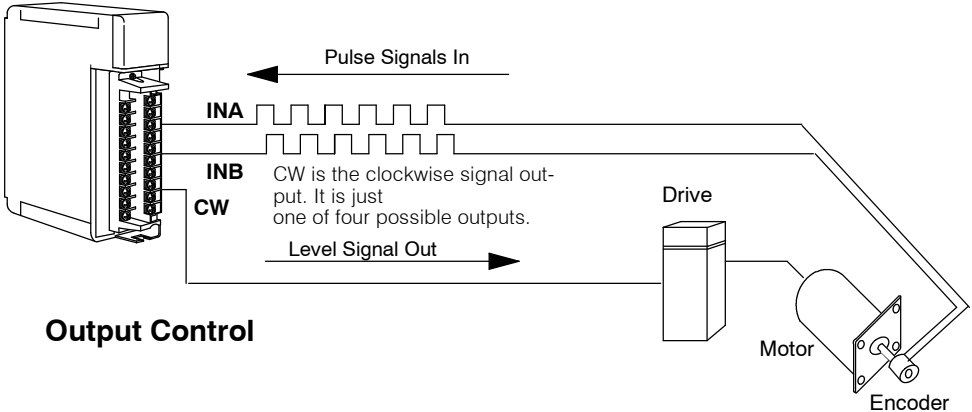 Pulse Signals In
INA
INB
CW is the clockwise signal out-
put. It is just
one of four possible outputs.
CW
Drive
Level Signal Out
Output Control
Motor
Encoder